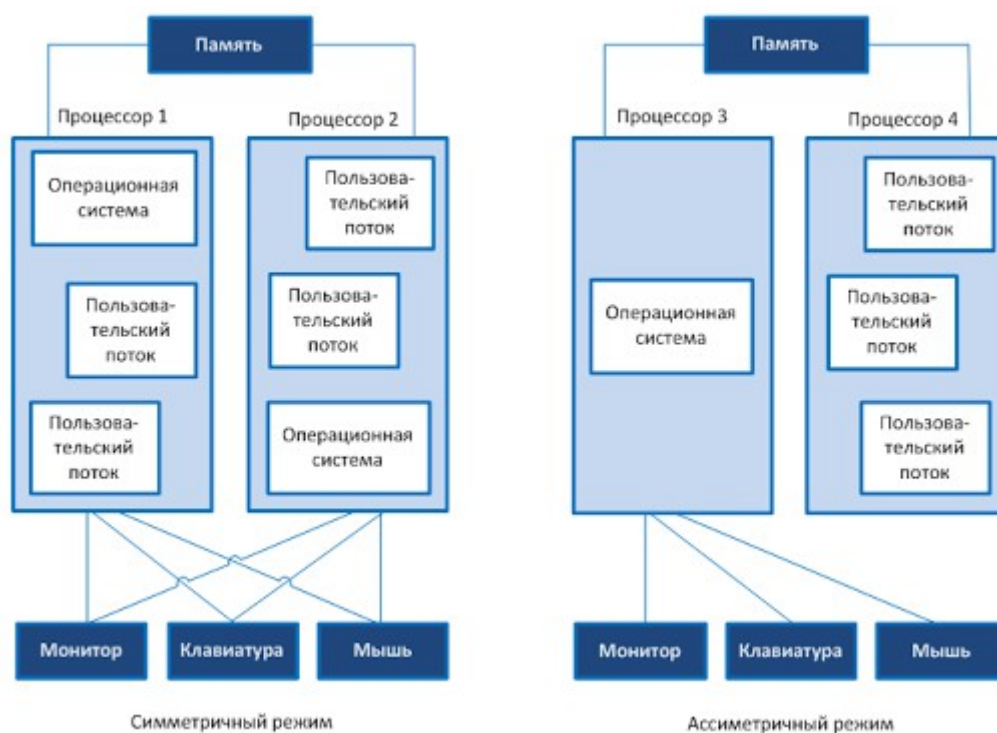 Память
Процессор 1
Процессор 2
Операционная
система
Пользова-
тельский
поток
Пользова-
тельский
поток
Пользова-
тельский
поток
Пользова-
тельский
поток
Операционная
система
Монитор
Клавиатура
Мышь
Симметричный режим
Память
Процессор 3
Процессор 4
Операционная
система
Пользова-
тельский
поток
Пользова-
тельский
поток
Пользова-
тельский
поток
Монитор
Клавиатура
Мышь
Ассиметричный режим